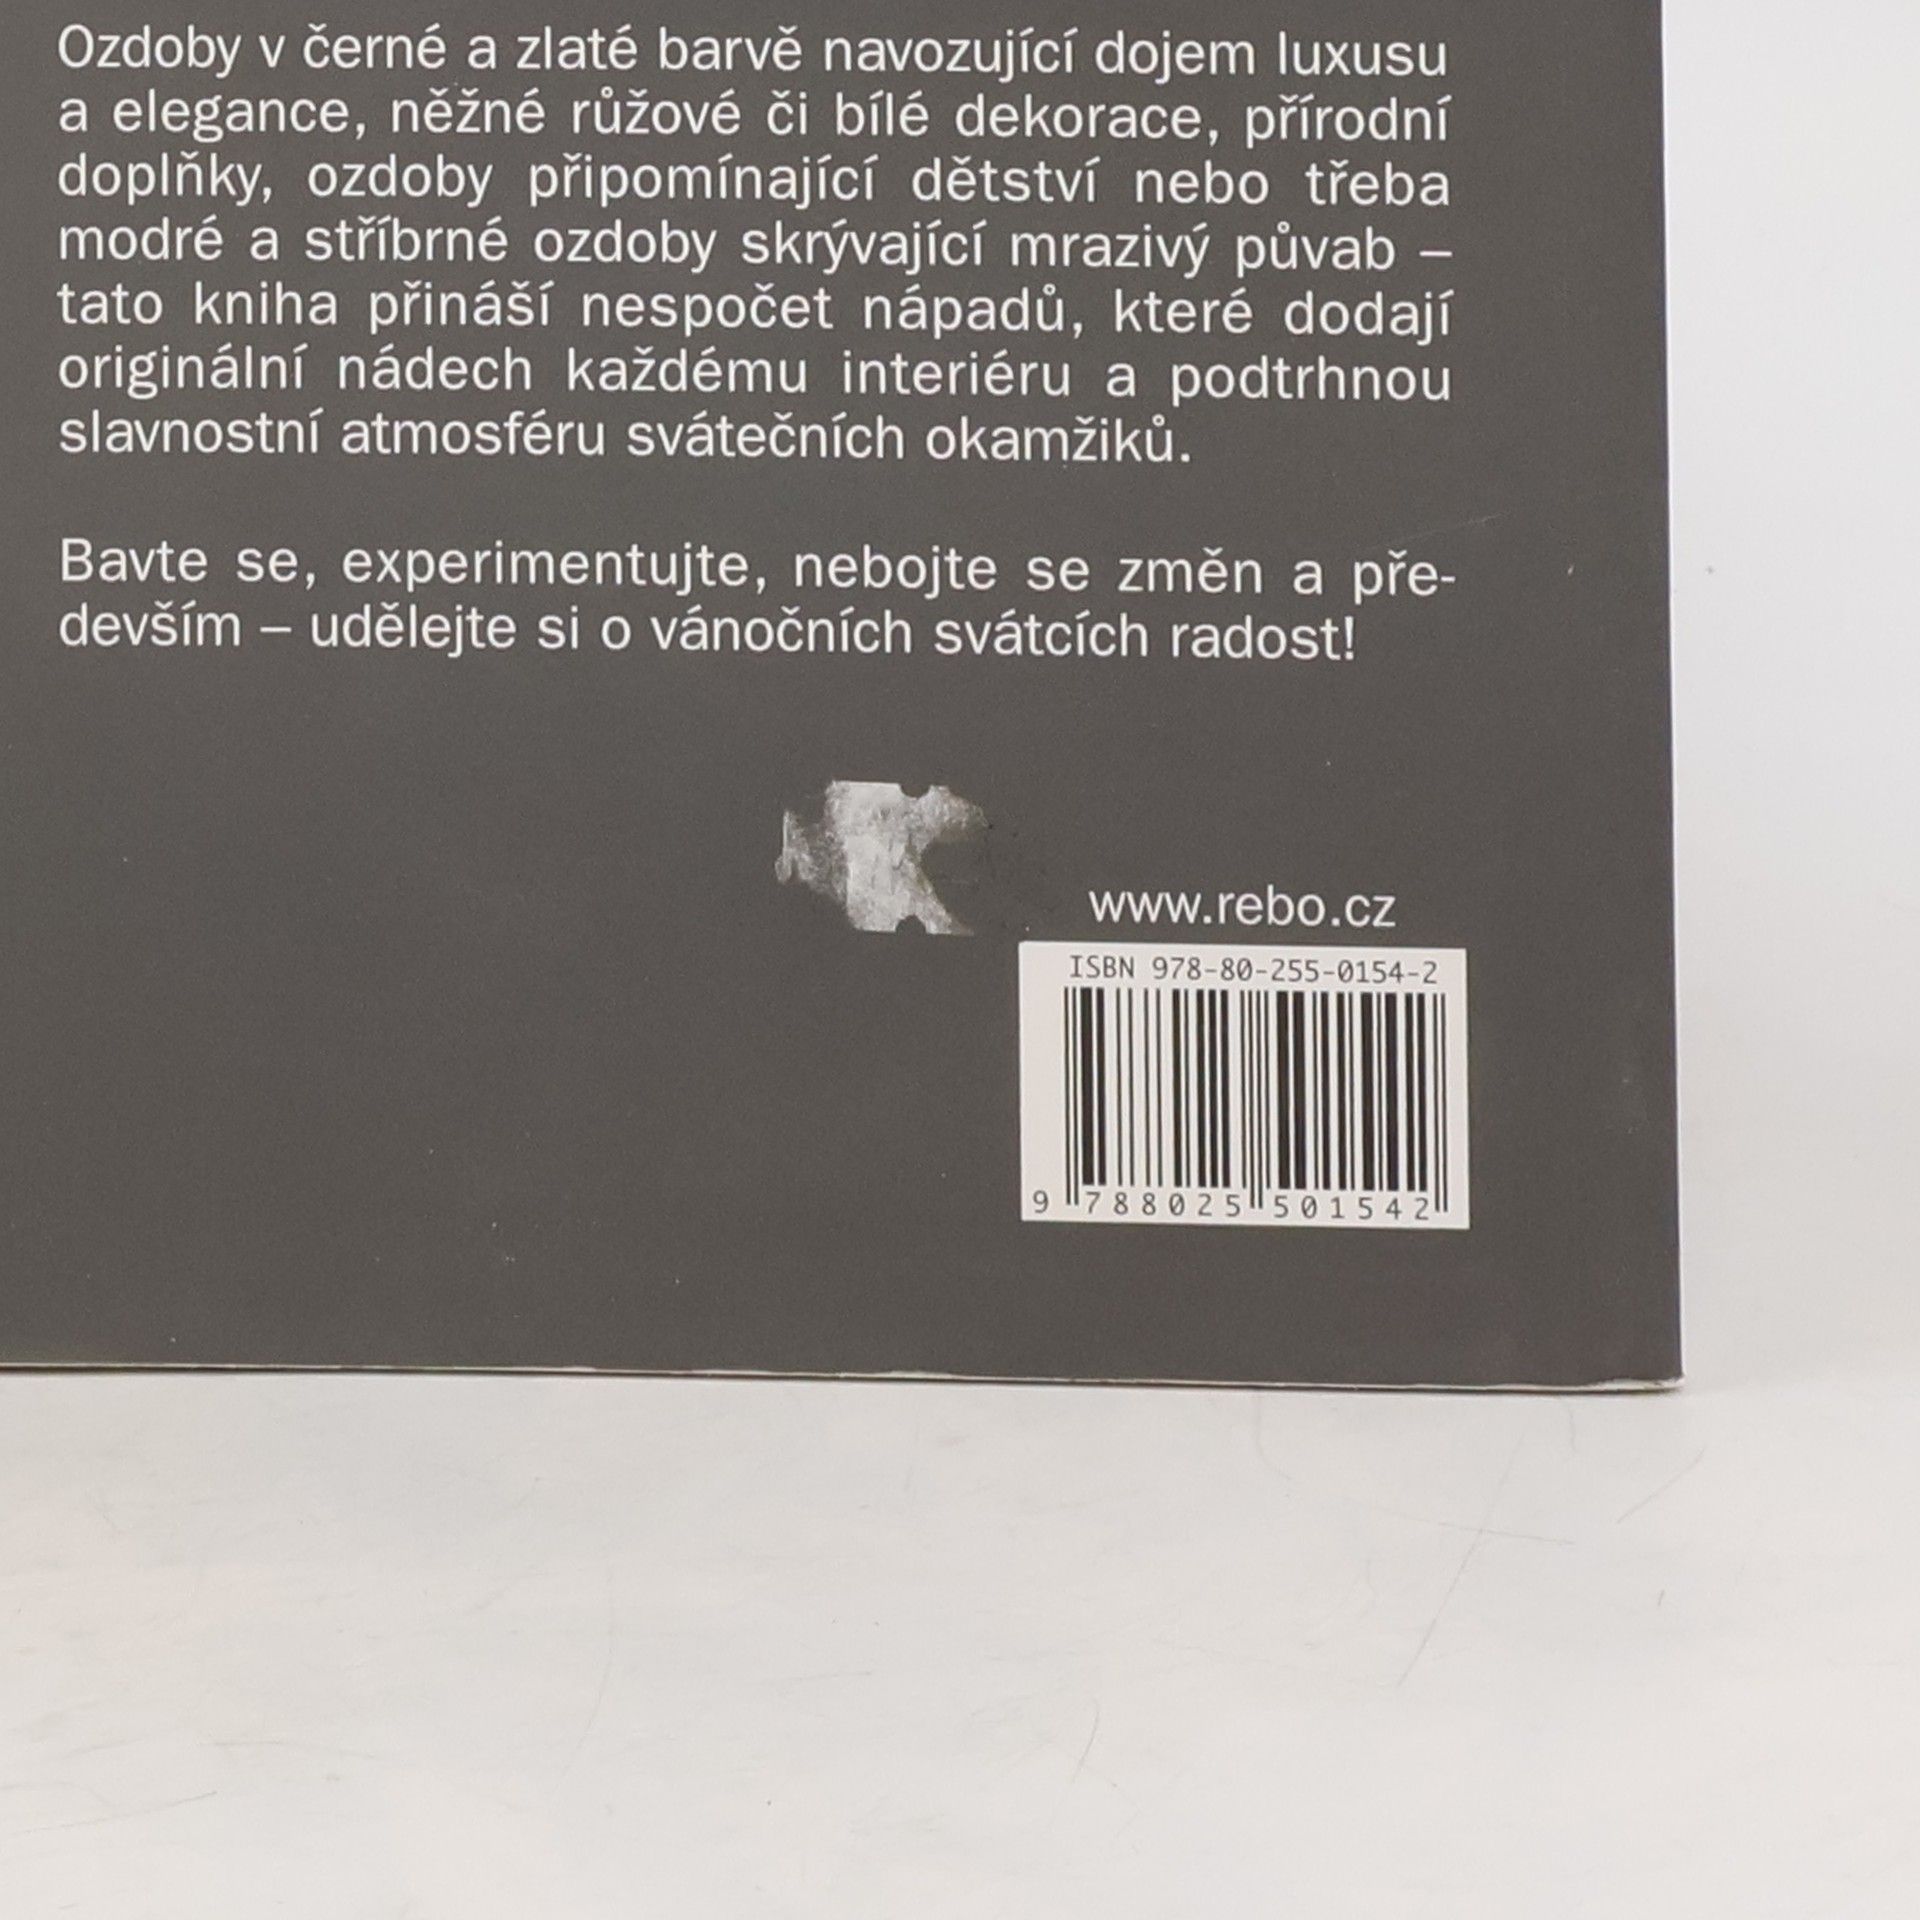 Ozdoby v černé a zlaté barvě navozující dojem luxusu
a elegance, něžné růžové či bílé dekorace, přírodní
doplňky, ozdoby připomínající dětství nebo třeba
modré a stříbrné ozdoby skrývající mrazivý půvab –
tato kniha přináší nespočet nápadů, které dodají
originální nádech každému interiéru a podtrhnou
slavnostní atmosféru svátečních okamžiků.
Bavte se, experimentujte, nebojte se změn a pře-
devším – udělejte si o vánočních svátcích radost!
www.rebo.cz
ISBN 978-80-255-0154-2
9 788025 501542